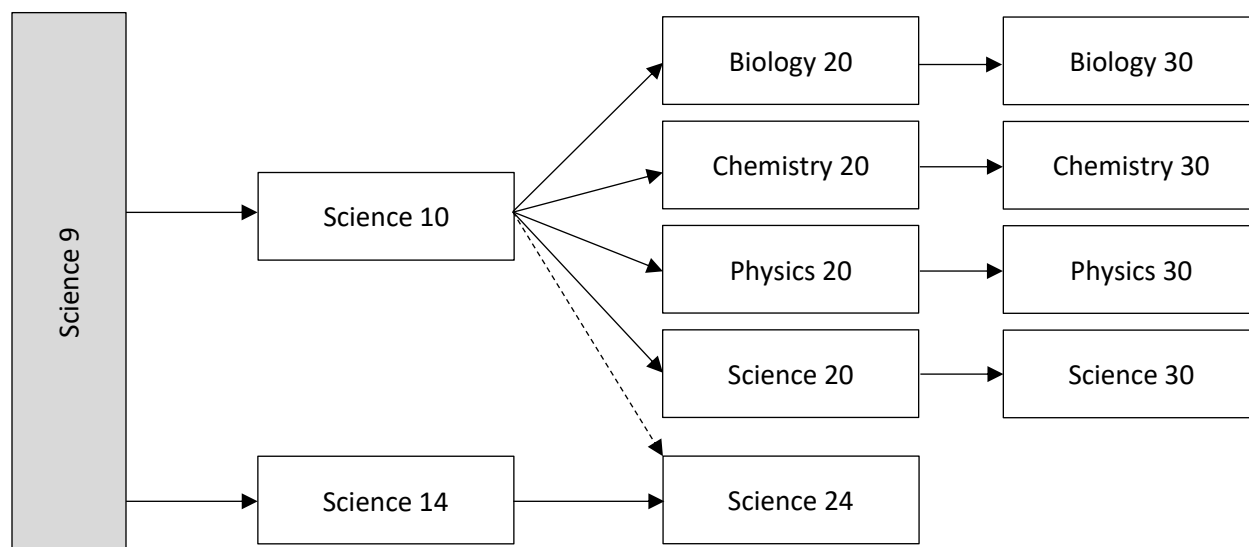 Science 9
Science 10
Science 14
Biology 20
Biology 30
Chemistry 20
Chemistry 30
Physics 20
Physics 30
Science 20
Science 30
Science 24